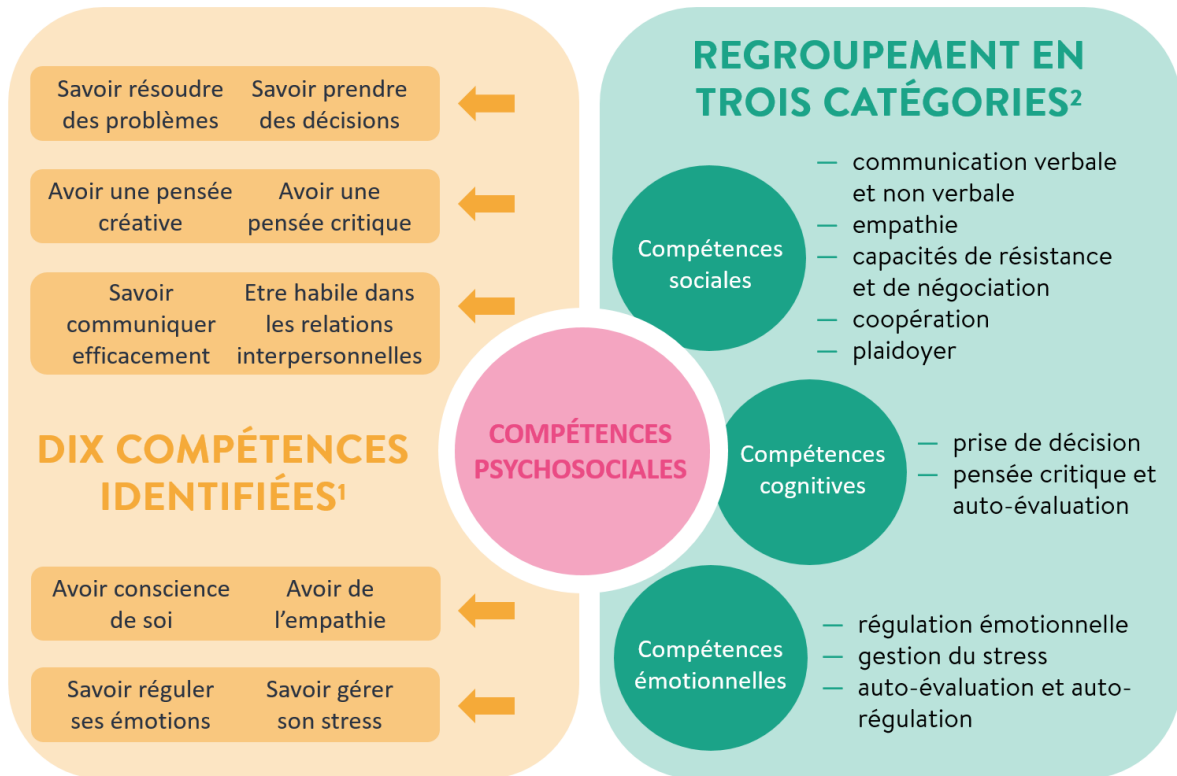 Savoir résoudre des problèmes
Savoir prendre des décisions
Avoir une pensée créative
Avoir une pensée critique
Savoir communiquer efficacement
Etre habile dans les relations interpersonnelles
DIX COMPÉTENCES
IDENTIFIÉES¹
Avoir conscience de soi
Avoir de l’empathie
Savoir réguler ses émotions
Savoir gérer son stress
COMPÉTENCES
PSYCHOSOCIALES
REGROUPEMENT EN
TROIS CATÉGORIES²
Compétences
sociales
— communication verbale
et non verbale
— empathie
— capacités de résistance
et de négociation
— coopération
— plaidoyer
Compétences
cognitives
— prise de décision
— pensée critique et
auto-évaluation
Compétences
émotionnelles
— régulation émotionnelle
— gestion du stress
— auto-évaluation et auto-
régulation